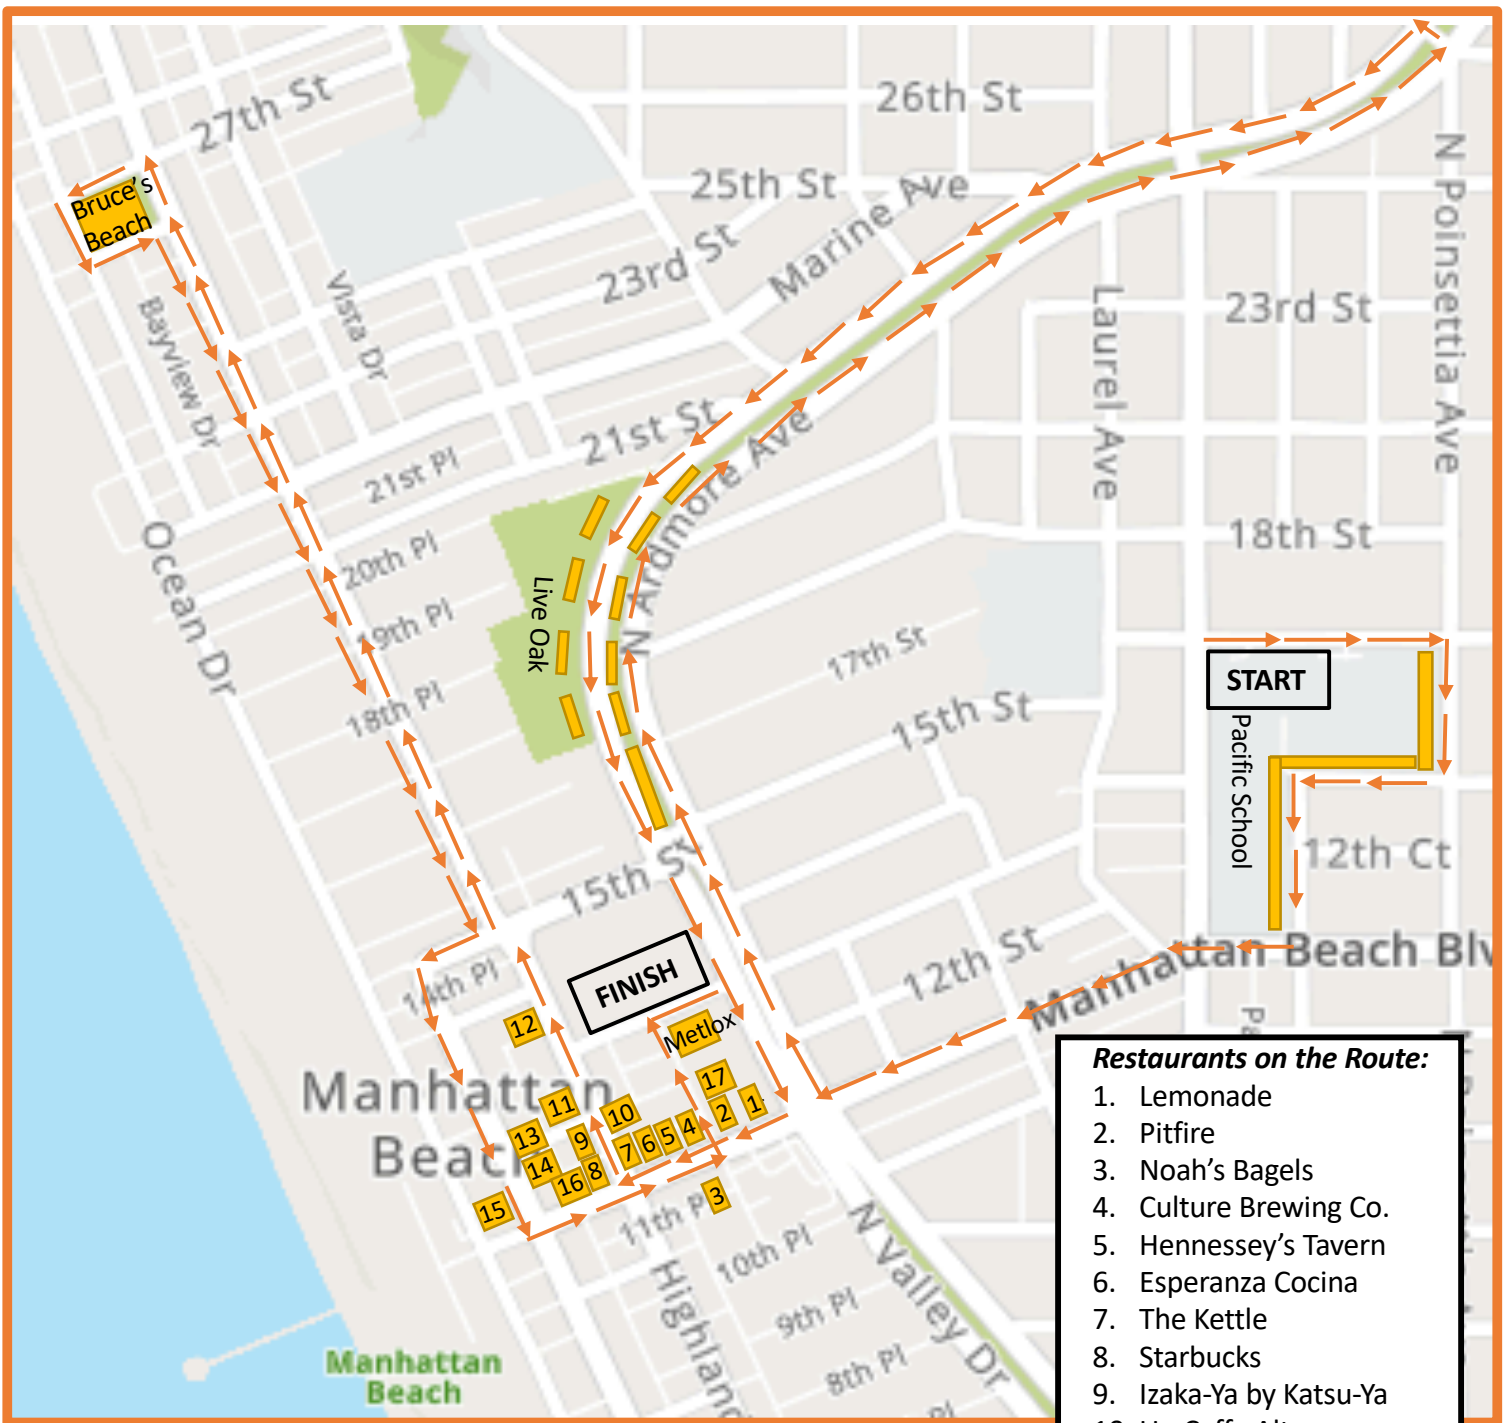 27th St
26th St
25th St
Marine Ave
23rd St
Bruce's
Beach
Vista Dr
Bayview Dr
Laurel Ave
23rd St
N Poinsettia Ave
21st St
21st Pl
N Ardmore Ave
18th St
20th Pl
Ocean Dr
19th Pl
Live Oak
17th St
18th Pl
15th St
START
Pacific School
12th Ct
15th St
14th Pl
FINISH
12th St
Manhattan Beach Blv
Pa
12
Metlox
17
Manhattan
Beach
11
10
1
2
13
9
4
5
6
7
14
8
16
15
3
11th P
10th Pl
N Valley Dr
Highland
9th Pl
8th Pl
Pl
Manhattan
Beach
Restaurants on the Route:
1. Lemonade
2. Pitfire
3. Noah's Bagels
4. Culture Brewing Co.
5. Hennessey's Tavern
6. Esperanza Cocina
7. The Kettle
8. Starbucks
9. Izaka-Ya by Katsu-Ya